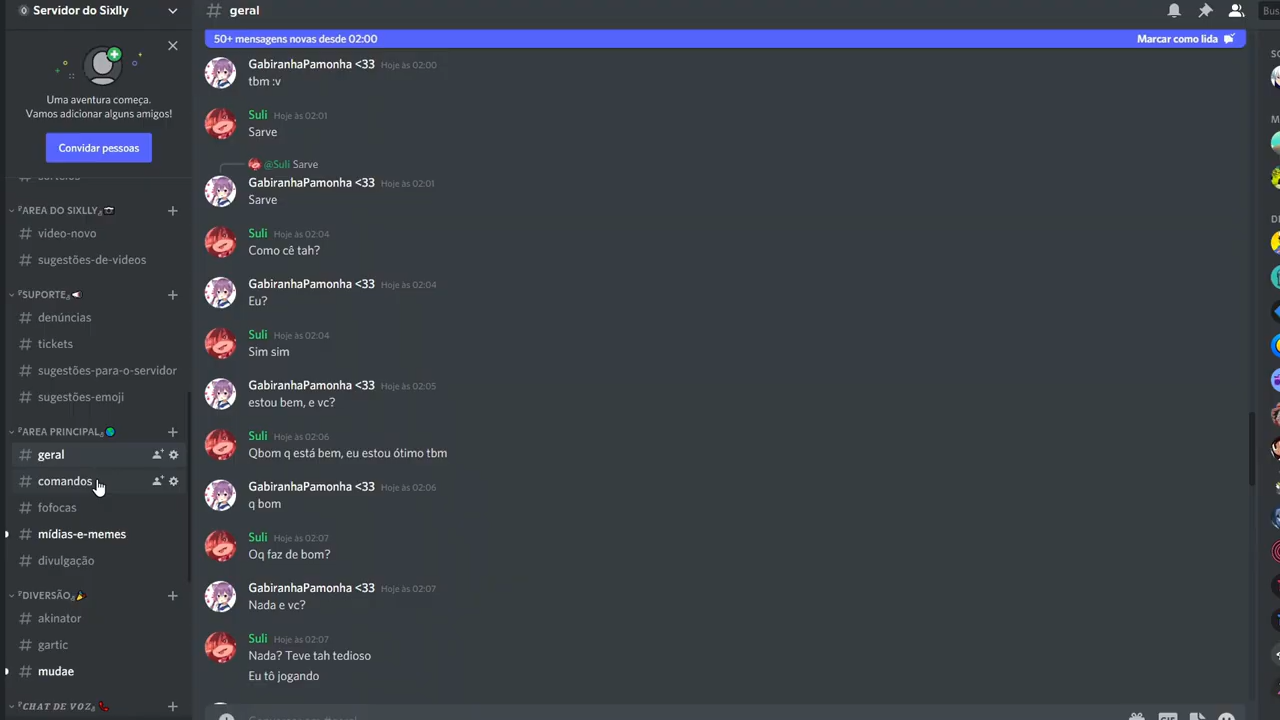 Servidor do Sixlly
Uma aventura começa.
Vamos adicionar alguns amigos!
Convidar pessoas
AREA DO SIXLLY
video-novo
sugestões-de-videos
SUPORTE
denúncias
tickets
sugestões-para-o-servidor
sugestões-emoji
AREA PRINCIPAL
geral
comandos
fofocas
mídias-e-memes
divulgação
DIVERSÃO
akinator
gartic
mudae
CHAT DE VOZ
# geral
50+ mensagens novas desde 02:00 Marcar como lida
GabiranhaPamonha <33 Hoje às 02:00
tbm :v
Suli Hoje às 02:01
Sarve
@Suli Sarve
GabiranhaPamonha <33 Hoje às 02:01
Sarve
Suli Hoje às 02:04
Como cê tah?
GabiranhaPamonha <33 Hoje às 02:04
Eu?
Suli Hoje às 02:04
Sim sim
GabiranhaPamonha <33 Hoje às 02:05
estou bem, e vc?
Suli Hoje às 02:06
Qbom q está bem, eu estou ótimo tbm
GabiranhaPamonha <33 Hoje às 02:06
q bom
Suli Hoje às 02:07
Oq faz de bom?
GabiranhaPamonha <33 Hoje às 02:07
Nada e vc?
Suli Hoje às 02:07
Nada? Teve tah tedioso
Eu tô jogando